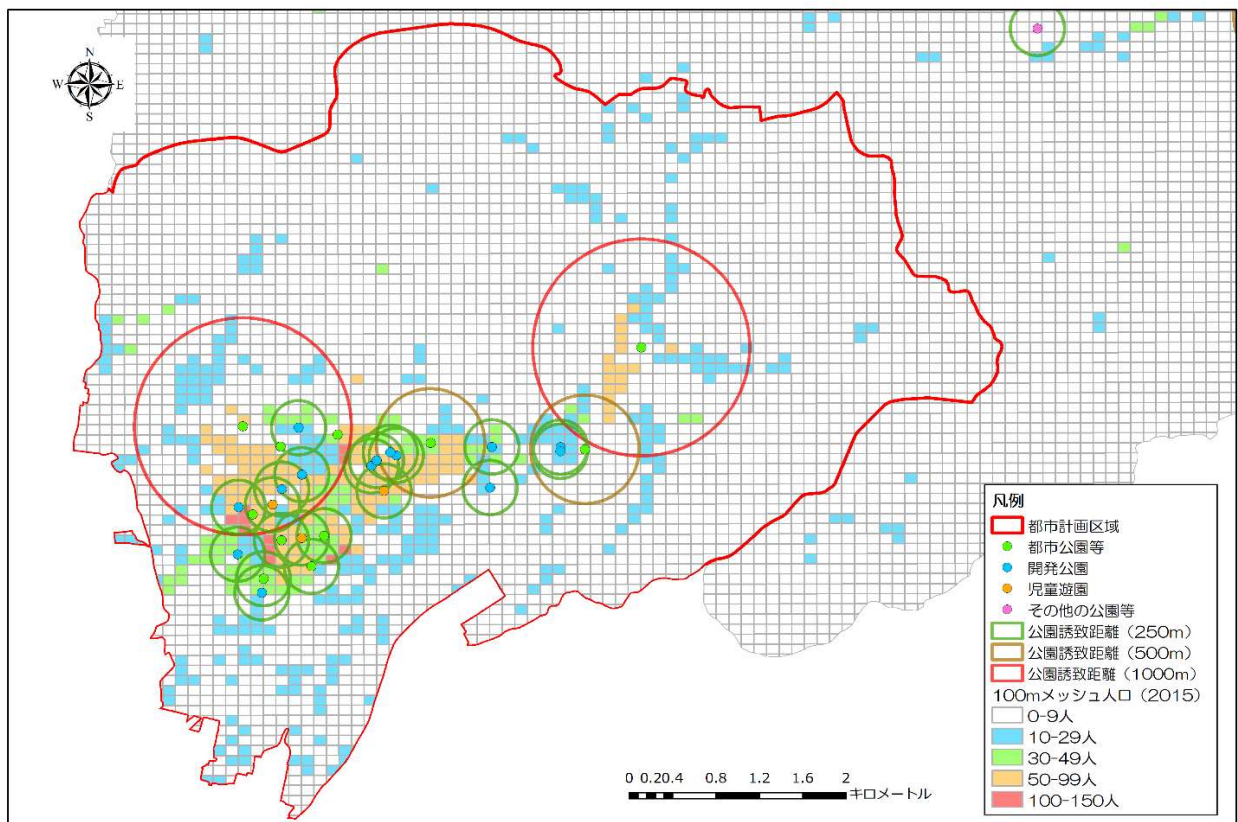 N
W E
S
凡例
都市計画区域
都市公園等
開発公園
児童遊園
その他の公園等
公園誘致距離（250m）
公園誘致距離（500m）
公園誘致距離（1000m）
100mメッシュ人口（2015）
0-9人
10-29人
30-49人
50-99人
100-150人
0 0.20.4 0.8 1.2 1.6 2
キロメートル